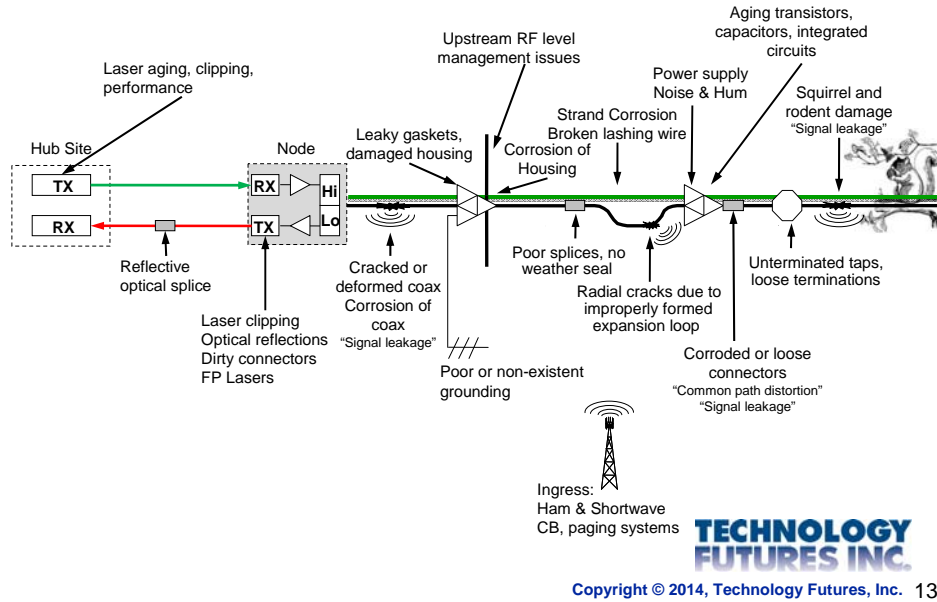 Aging transistors,
capacitors, integrated
circuits
Upstream RF level
management issues
Laser aging, clipping,
performance
Power supply
Noise & Hum
Squirrel and
rodent damage
“Signal leakage”
Strand Corrosion
Broken lashing wire
Leaky gaskets,
damaged housing
Corrosion of
Housing
Hub Site
Node
TX
RX
Hi
RX
TX
Lo
Reflective
optical splice
Cracked or
deformed coax
Corrosion of
coax
“Signal leakage”
Poor splices, no
weather seal
Unterminated taps,
loose terminations
Radial cracks due to
improperly formed
expansion loop
Laser clipping
Optical reflections
Dirty connectors
FP Lasers
Corroded or loose
connectors
“Common path distortion”
“Signal leakage”
Poor or non-existent
grounding
Ingress:
Ham & Shortwave
CB, paging systems
TECHNOLOGY
FUTURES INC.
Copyright © 2014, Technology Futures, Inc. 13